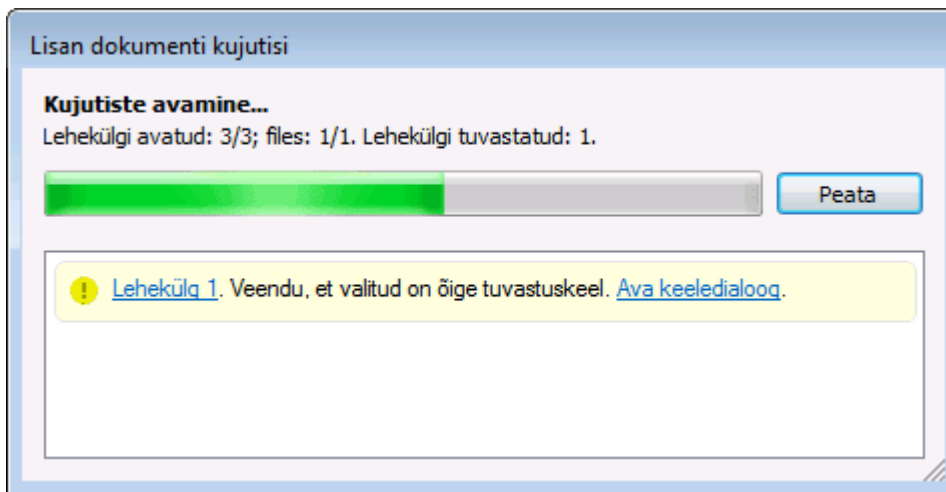 Lisan dokumenti kujutisi
Kujutiste avamine...
Lehekülgi avatud: 3/3; files: 1/1. Lehekülgi tuvastatud: 1.
Peata
Lehekülg 1. Veendu, et valitud on õige tuvastuskeel. Ava keeledialoog.